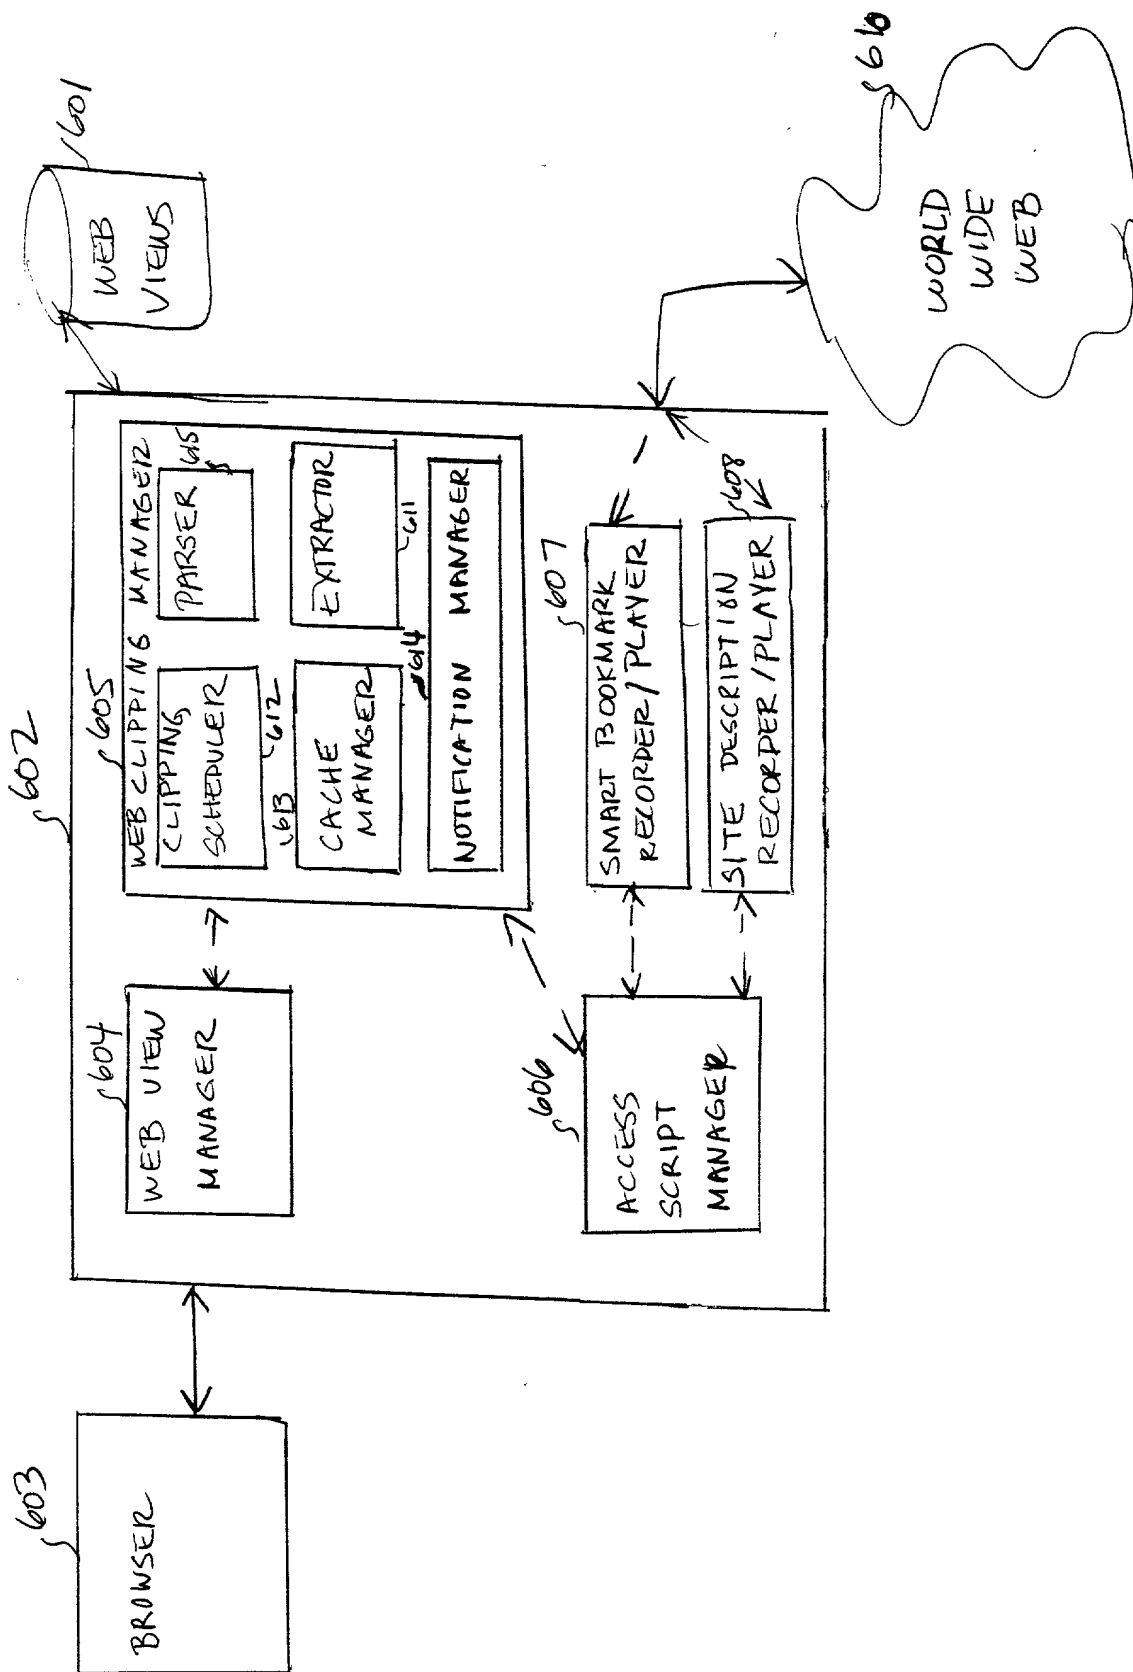 603
BROWSER
602
604
WEB VIEW
MANAGER
605
WEB CLIPPING MANAGER
CLIPPING
SCHEDULER
612
PARSER
615
613
CACHE
MANAGER
EXTRACTOR
611
614
NOTIFICATION MANAGER
606
ACCESS
SCRIPT
MANAGER
607
SMART BOOKMARK
RECORDER/PLAYER
608
SITE DESCRIPTION
RECORDER/PLAYER
601
WEB
VIEWS
610
WORLD
WIDE
WEB